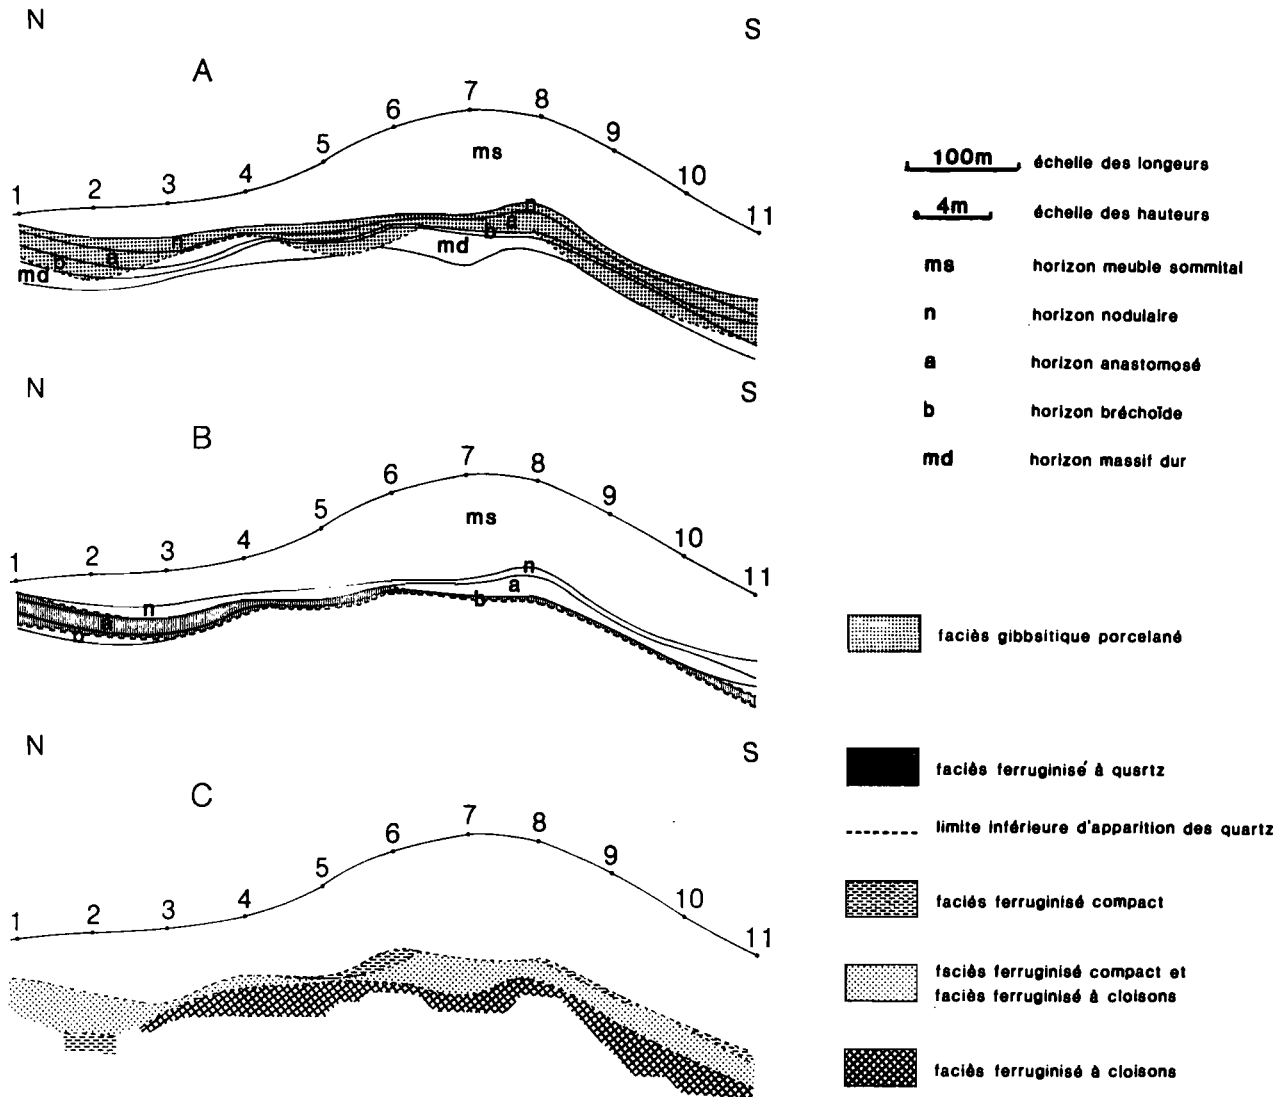 N
S
A
1 2 3 4 5 6 7 8 9 10 11
ms
n
n a b
b a md
md
N
S
B
1 2 3 4 5 6 7 8 9 10 11
ms
n
n a
a b
b
N
S
C
1 2 3 4 5 6 7 8 9 10 11
100m échelle des longeurs
4m échelle des hauteurs
ms horizon meuble sommital
n horizon nodulaire
a horizon anastomosé
b horizon bréchoïde
md horizon massif dur
faciès gibbsitique porcelané
faciès ferruginisé à qusrtz
limite inférieure d'apparition des quartz
faciés ferruginisé compact
fsciès ferruginisé compact et
faciès ferruginisé à cloisons
faciès ferruginisé à cloisons